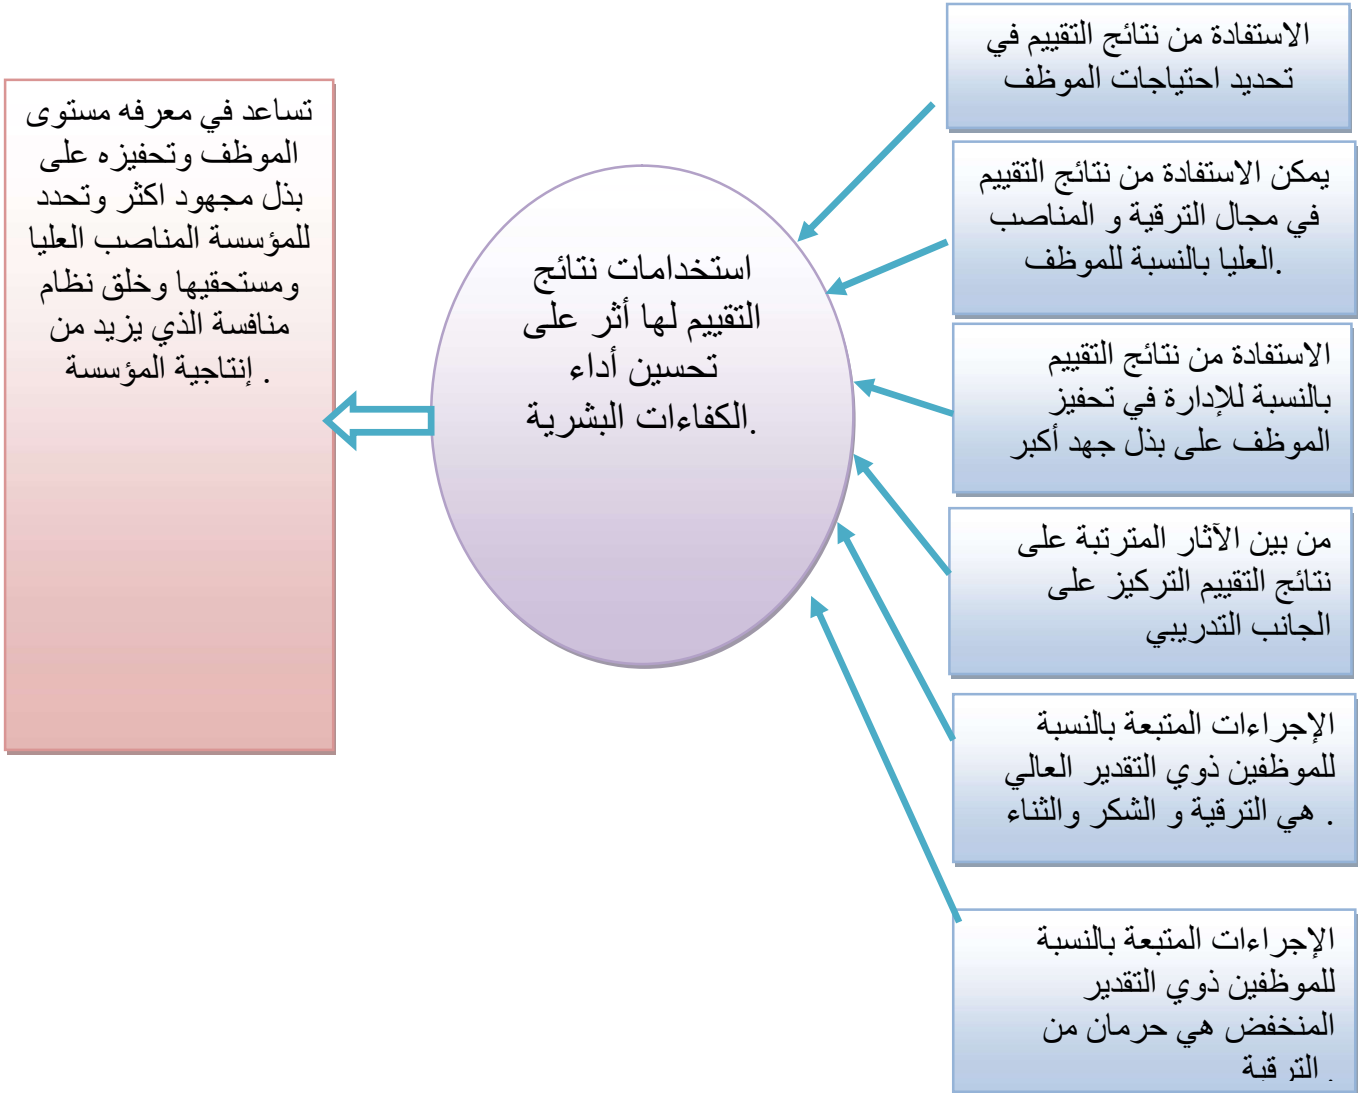 الاستفادة من نتائج التقييم في
تحديد احتياجات الموظف
يمكن الاستفادة من نتائج التقييم
في مجال الترقية و المناصب
العليا بالنسبة للموظف.
الاستفادة من نتائج التقييم
بالنسبة للإدارة في تحفيز
الموظف على بذل جهد أكبر
من بين الآثار المترتبة على
نتائج التقييم التركيز على
الجانب التدريبي
الإجراءات المتبعة بالنسبة
للموظفين ذوي التقدير العالي
هي الترقية و الشكر والثناء .
الإجراءات المتبعة بالنسبة
للموظفين ذوي التقدير
المنخفض هي حرمان من
الترقية .
استخدامات نتائج
التقييم لها أثر على
تحسين أداء
الكفاءات البشرية.
تساعد في معرفه مستوى
الموظف وتحفيزه على
بذل مجهود اكثر وتحدد
للمؤسسة المناصب العليا
ومستحقيها وخلق نظام
منافسة الذي يزيد من
إنتاجية المؤسسة .